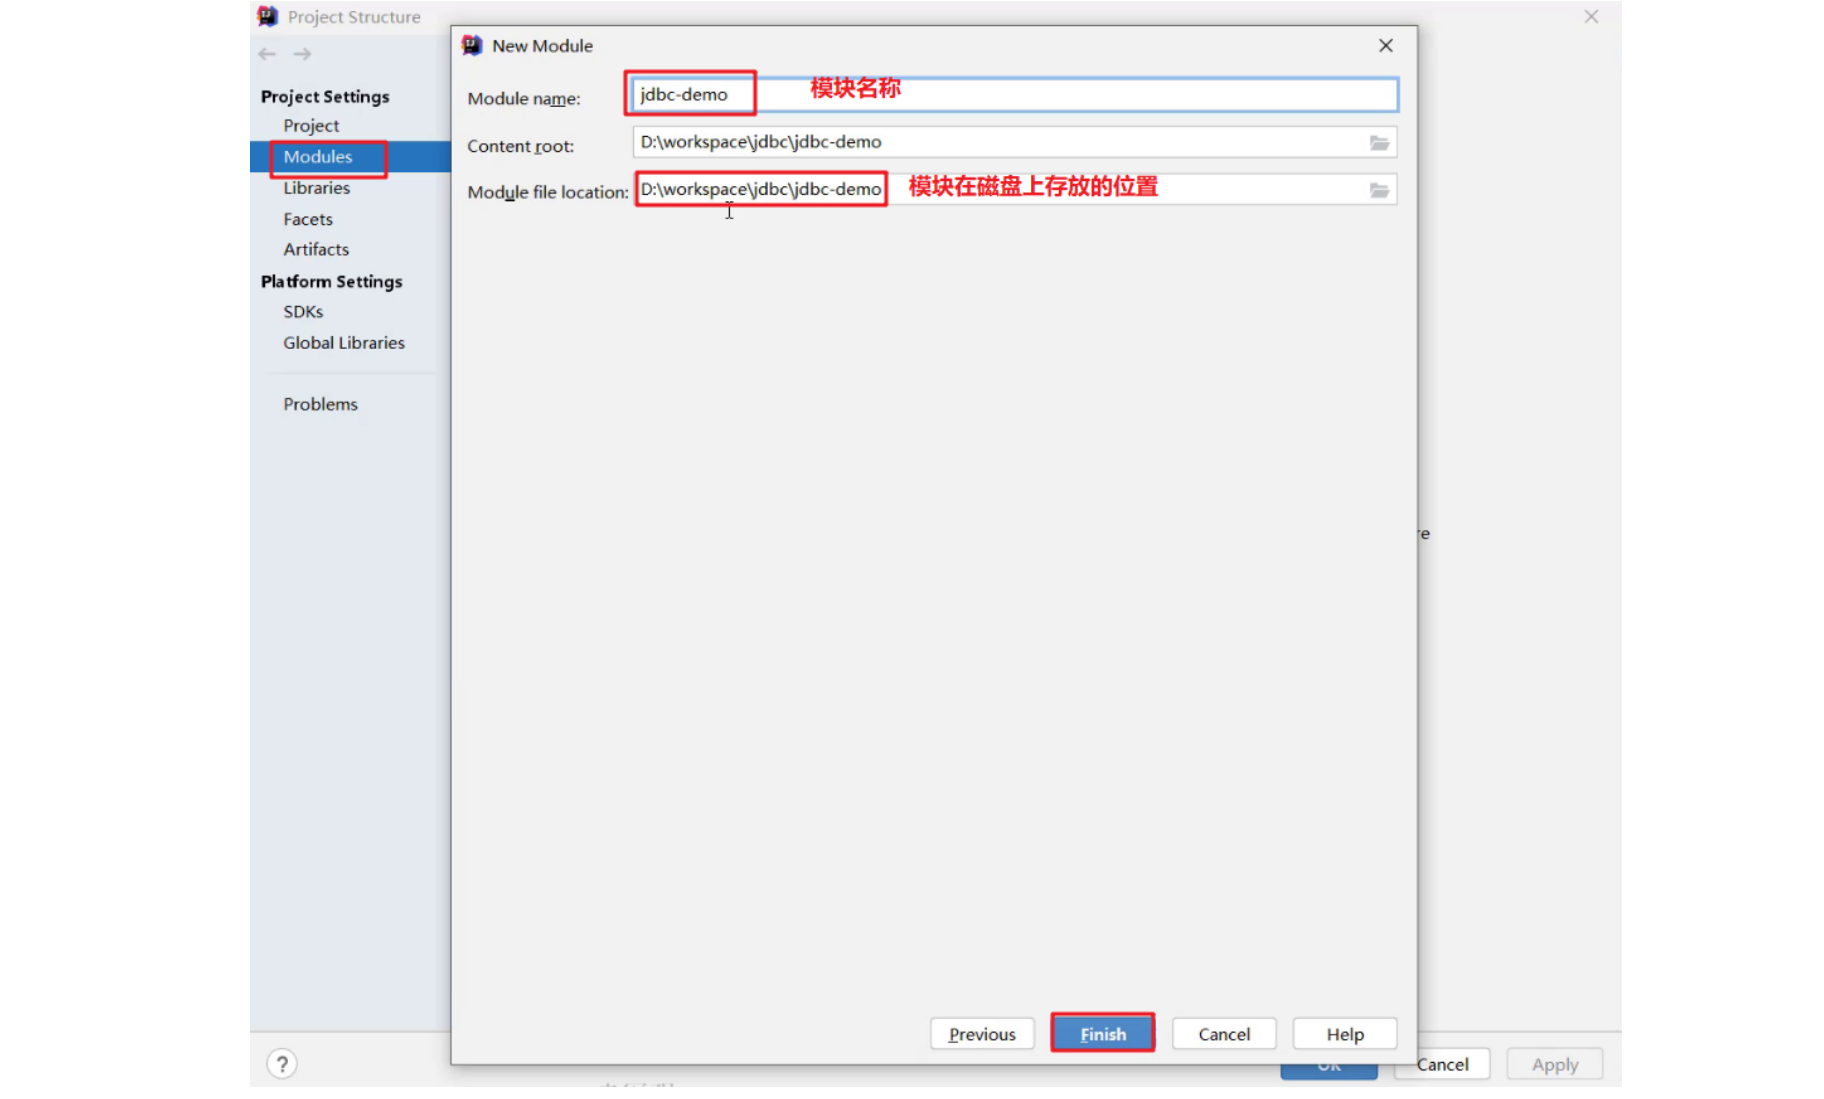 Project Structure
New Module
Project Settings
Project
Modules
Libraries
Facets
Artifacts
Platform Settings
SDKs
Global Libraries
Problems
Module name:
jdbc-demo
模块名称
Content root:
D:\workspace\jdbc\jdbc-demo
Module file location:
D:\workspace\jdbc\jdbc-demo
模块在磁盘上存放的位置
re
Previous
Finish
Cancel
Help
?
OK
Cancel
Apply